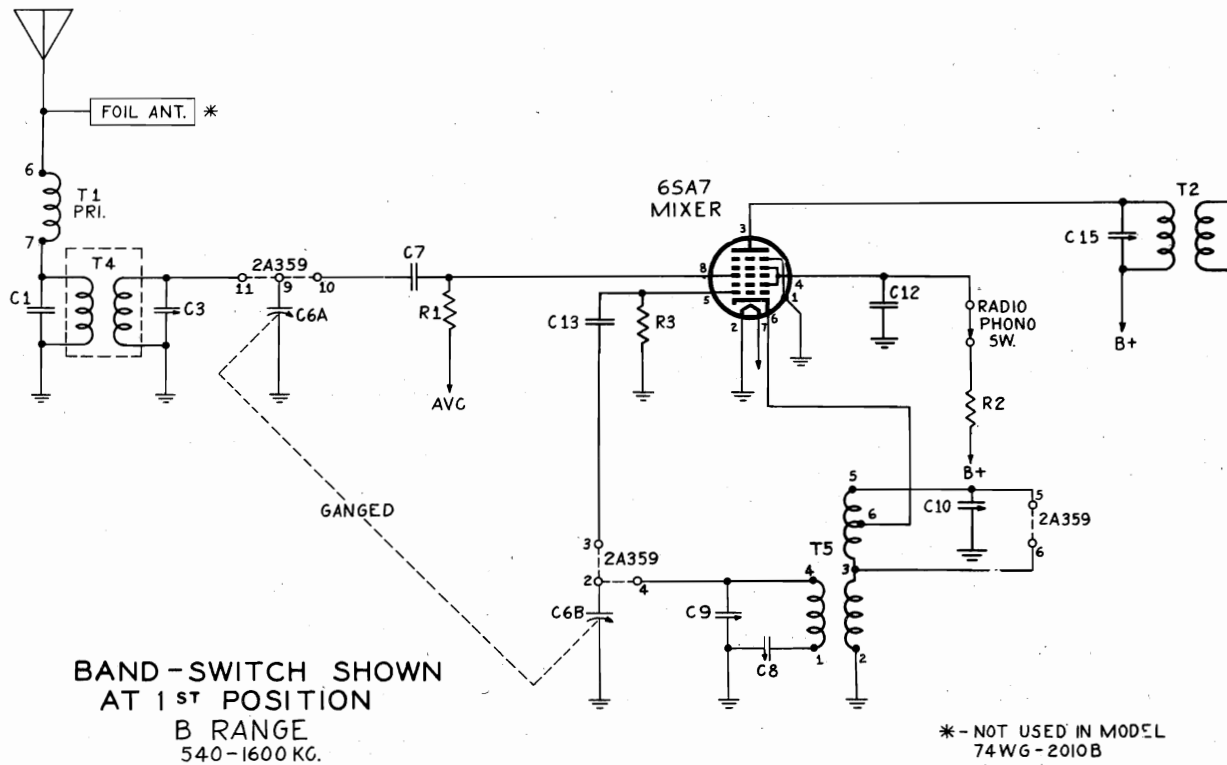 FOIL ANT. *
6
T1
PRI.
7
T4
C1
C3
11
2A359
9
10
C6A
C7
R1
AVC
6SA7
MIXER
3
8
5
4
1
2
7
6
C13
R3
C12
RADIO
PHONO
SW.
R2
B+
C15
T2
B+
GANGED
3
2A359
2
4
C6B
C9
C8
4
1
T5
5
6
3
2
C10
5
2A359
6
BAND-SWITCH SHOWN
AT 1ST POSITION
B RANGE
540-1600 KC.
*-NOT USED IN MODEL
74WG-2010B